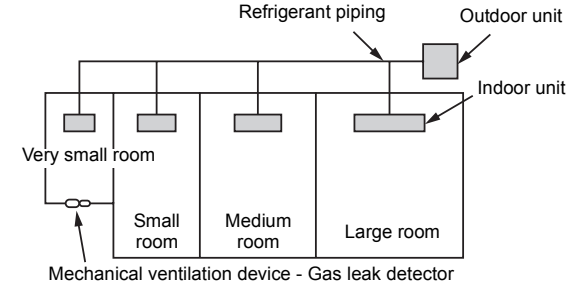 Refrigerant piping
Outdoor unit
Indoor unit
Very small room
Small
room
Medium
room
Large room
Mechanical ventilation device - Gas leak detector